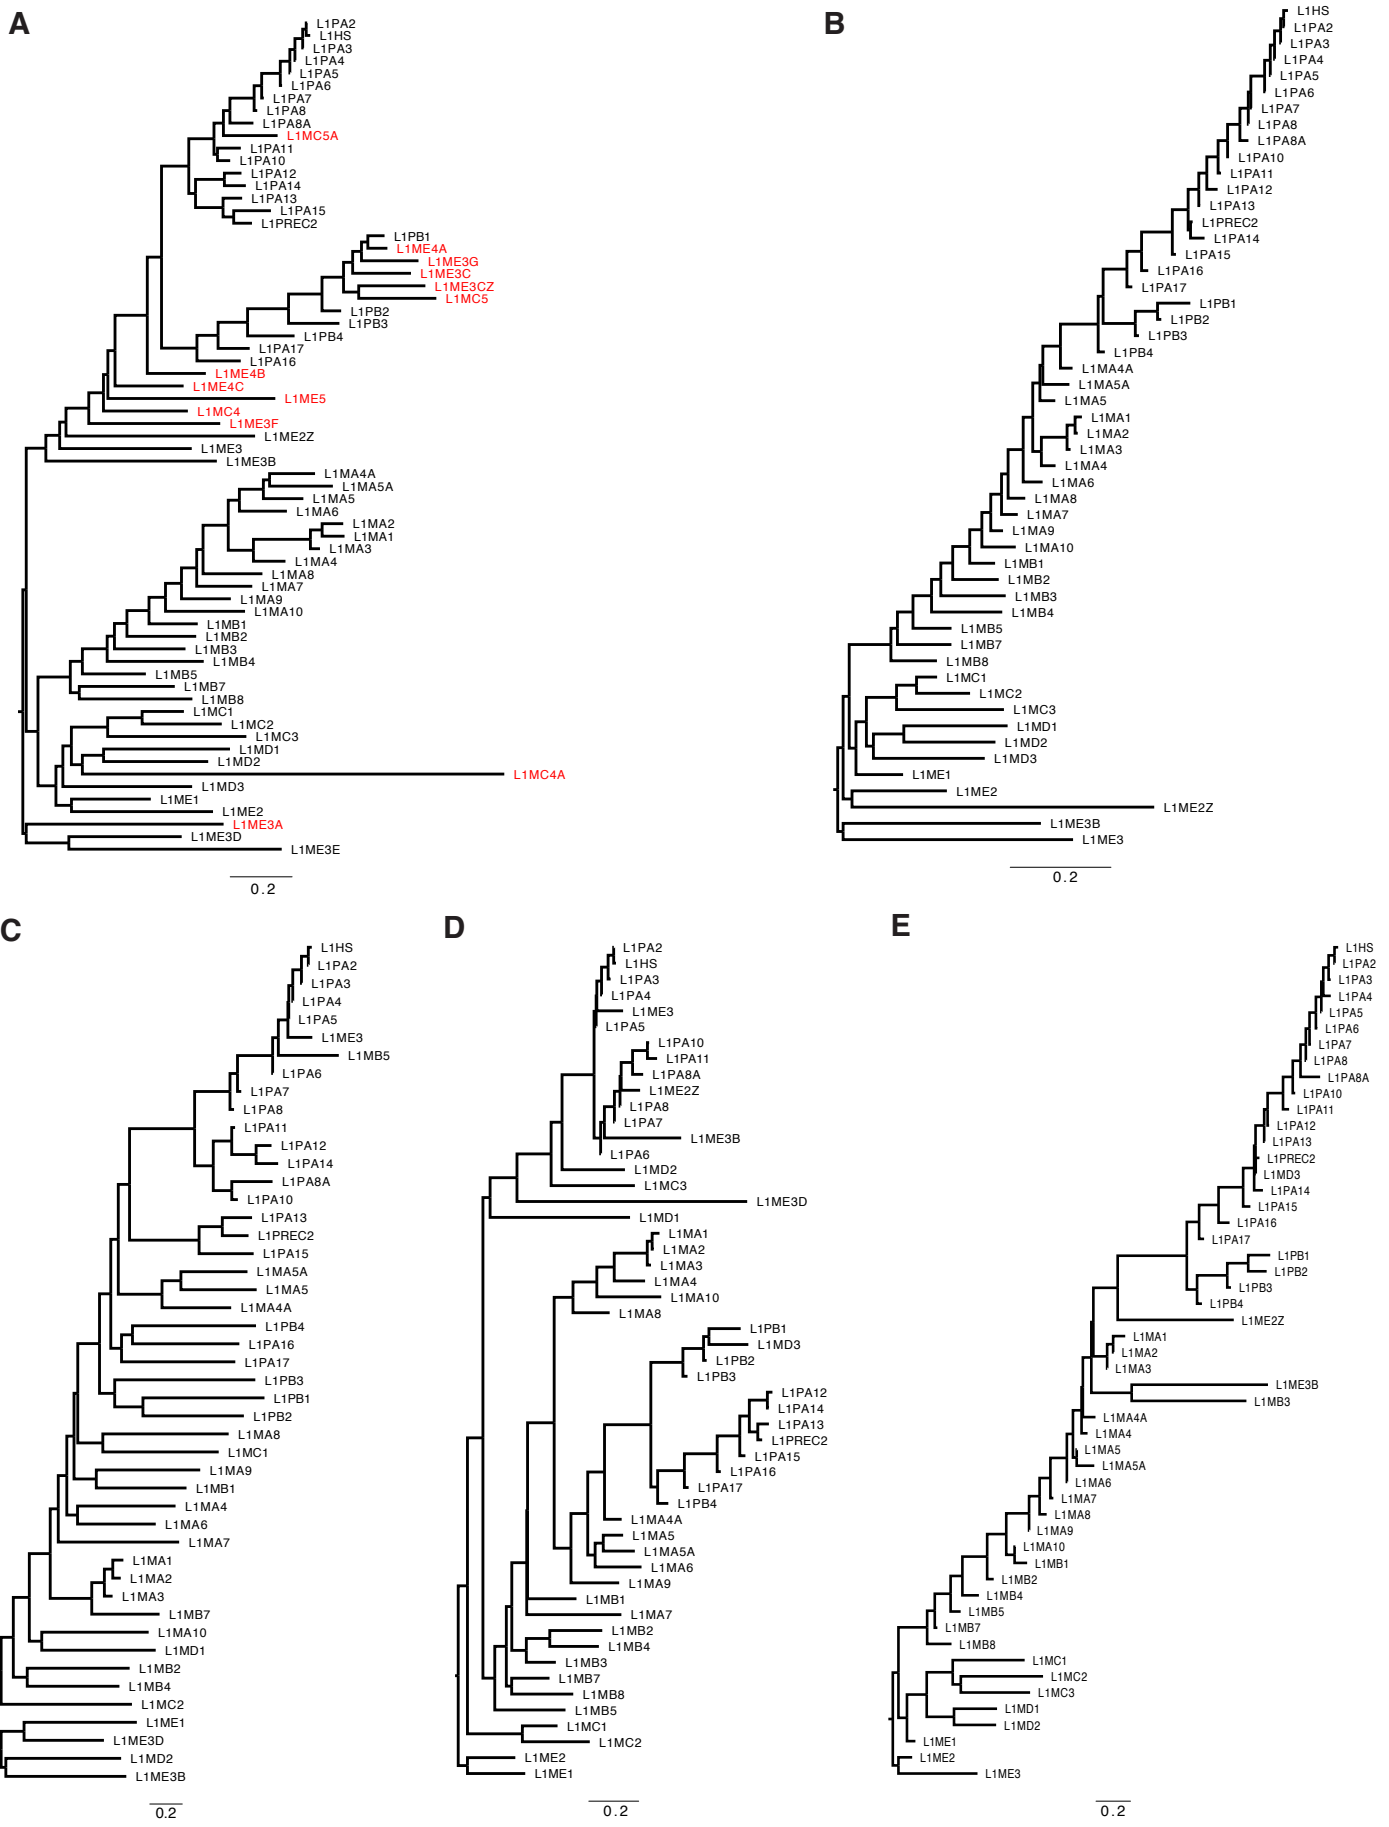 A
L1PA2
L1HS
L1PA3
L1PA4
L1PA5
L1PA6
L1PA7
L1PA8
L1PA8A
L1MC5A
L1PA11
L1PA10
L1PA12
L1PA14
L1PA13
L1PA15
L1PREC2
L1PB1
L1ME4A
L1ME3G
L1ME3C
L1ME3CZ
L1MC5
L1PB2
L1PB3
L1PB4
L1PA17
L1PA16
L1ME4B
L1ME4C
L1ME5
L1MC4
L1ME3F
L1ME2Z
L1ME3
L1ME3B
L1MA4A
L1MA5A
L1MA5
L1MA6
L1MA2
L1MA1
L1MA3
L1MA4
L1MA8
L1MA7
L1MA9
L1MA10
L1MB1
L1MB2
L1MB3
L1MB4
L1MB5
L1MB7
L1MB8
L1MC1
L1MC2
L1MC3
L1MD1
L1MD2
L1MC4A
L1MD3
L1ME1
L1ME2
L1ME3A
L1ME3D
L1ME3E
0.2
B
L1HS
L1PA2
L1PA3
L1PA4
L1PA5
L1PA6
L1PA7
L1PA8
L1PA8A
L1PA10
L1PA11
L1PA12
L1PA13
L1PREC2
L1PA14
L1PA15
L1PA16
L1PA17
L1PB1
L1PB2
L1PB3
L1PB4
L1MA4A
L1MA5A
L1MA5
L1MA1
L1MA2
L1MA3
L1MA4
L1MA6
L1MA8
L1MA7
L1MA9
L1MA10
L1MB1
L1MB2
L1MB3
L1MB4
L1MB5
L1MB7
L1MB8
L1MC1
L1MC2
L1MC3
L1MD1
L1MD2
L1MD3
L1ME1
L1ME2
L1ME2Z
L1ME3B
L1ME3
0.2
C
L1HS
L1PA2
L1PA3
L1PA4
L1PA5
L1ME3
L1MB5
L1PA6
L1PA7
L1PA8
L1PA11
L1PA12
L1PA14
L1PA8A
L1PA10
L1PA13
L1PREC2
L1PA15
L1MA5A
L1MA5
L1MA4A
L1PB4
L1PA16
L1PA17
L1PB3
L1PB1
L1PB2
L1MA8
L1MC1
L1MA9
L1MB1
L1MA4
L1MA6
L1MA7
L1MA1
L1MA2
L1MA3
L1MB7
L1MA10
L1MD1
L1MB2
L1MB4
L1MC2
L1ME1
L1ME3D
L1MD2
L1ME3B
0.2
D
L1PA2
L1HS
L1PA3
L1PA4
L1ME3
L1PA5
L1PA10
L1PA11
L1PA8A
L1ME2Z
L1PA8
L1PA7
L1ME3B
L1PA6
L1MD2
L1MC3
L1ME3D
L1MD1
L1MA1
L1MA2
L1MA3
L1MA4
L1MA10
L1MA8
L1PB1
L1MD3
L1PB2
L1PB3
L1PA12
L1PA14
L1PA13
L1PREC2
L1PA15
L1PA16
L1PA17
L1PB4
L1MA4A
L1MA5
L1MA5A
L1MA6
L1MA9
L1MB1
L1MA7
L1MB2
L1MB4
L1MB3
L1MB7
L1MB8
L1MB5
L1MC1
L1MC2
L1ME2
L1ME1
0.2
E
L1HS
L1PA2
L1PA3
L1PA4
L1PA5
L1PA6
L1PA7
L1PA8
L1PA8A
L1PA10
L1PA11
L1PA12
L1PA13
L1PREC2
L1MD3
L1PA14
L1PA15
L1PA16
L1PA17
L1PB1
L1PB2
L1PB3
L1PB4
L1ME2Z
L1MA1
L1MA2
L1MA3
L1ME3B
L1MB3
L1MA4A
L1MA4
L1MA5
L1MA5A
L1MA6
L1MA7
L1MA8
L1MA9
L1MA10
L1MB1
L1MB2
L1MB4
L1MB5
L1MB7
L1MB8
L1MC1
L1MC2
L1MC3
L1MD1
L1MD2
L1ME1
L1ME2
L1ME3
0.2